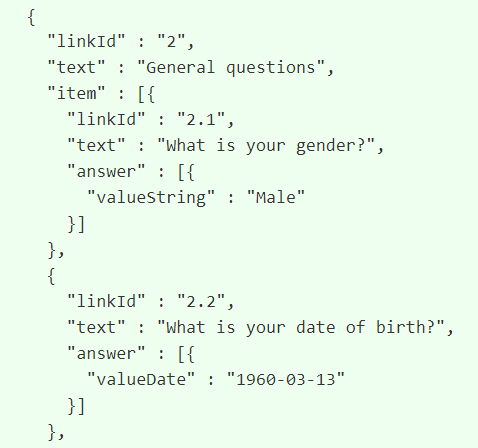 {
"linkId" : "2",
"text" : "General questions",
"item" : [{
"linkId" : "2.1",
"text" : "What is your gender?",
"answer" : [{
"valueString" : "Male"
}]
},
{
"linkId" : "2.2",
"text" : "What is your date of birth?",
"answer" : [{
"valueDate" : "1960-03-13"
}]
},